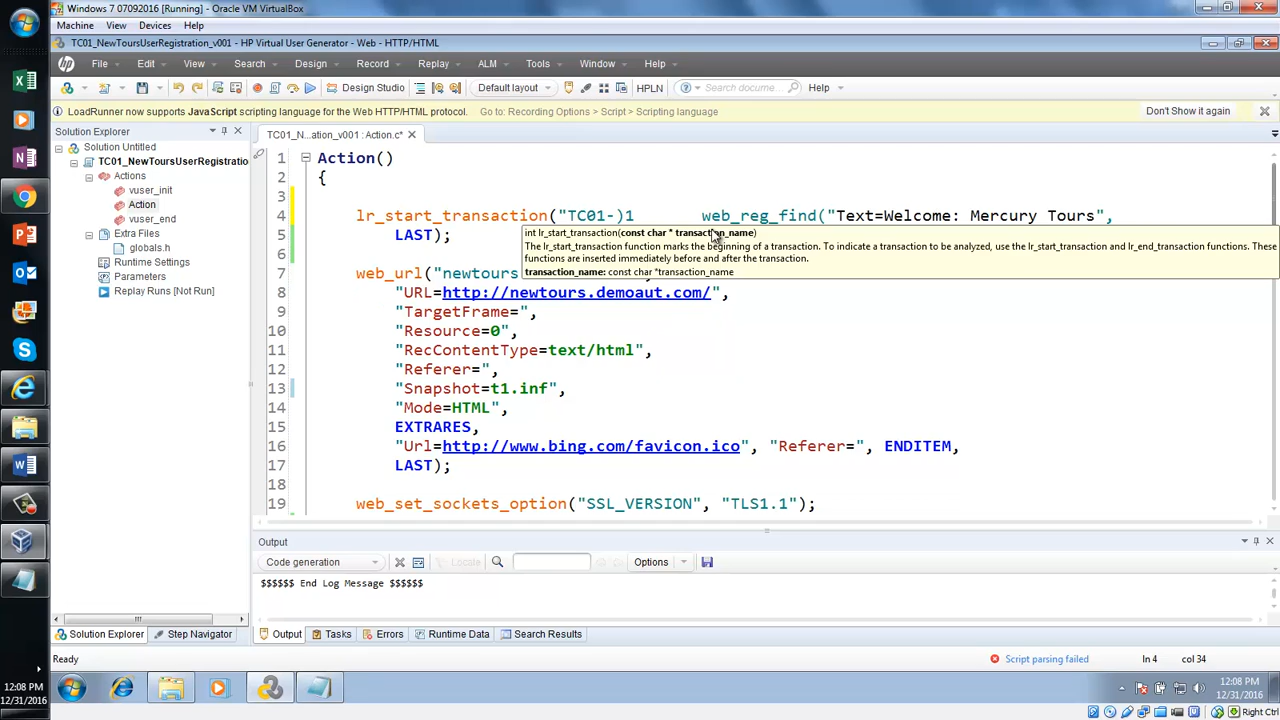 Windows 7 07092016 [Running] - Oracle VM VirtualBox
Machine View Devices Help
TC01_NewToursUserRegistration_v001 - HP Virtual User Generator - Web - HTTP/HTML
File Edit View Search Design Record Replay ALM Tools Window Help
Design Studio Default layout HPLN Search docume... Help
LoadRunner now supports JavaScript scripting language for the Web HTTP/HTML protocol. Go to: Recording Options > Script > Scripting language Don't Show it again
Solution Explorer
Solution Untitled
TC01_NewToursUserRegistratio
Actions
vuser_init
Action
vuser_end
Extra Files
globals.h
Runtime Settings
Parameters
Replay Runs [Not Run]
TC01_N...ation_v001 : Action.c*
1 Action()
2 {
3
4 lr_start_transaction("TC01-)1 web_reg_find("Text=Welcome: Mercury Tours",
5 LAST);
6
7 web_url("newtours
8 "URL=http://newtours.demoaut.com/",
9 "TargetFrame=",
10 "Resource=0",
11 "RecContentType=text/html",
12 "Referer=",
13 "Snapshot=t1.inf",
14 "Mode=HTML",
15 EXTRARES,
16 "Url=http://www.bing.com/favicon.ico", "Referer=", ENDITEM,
17 LAST);
18
19 web_set_sockets_option("SSL_VERSION", "TLS1.1");
int lr_start_transaction(const char * transaction_name)
The lr_start_transaction function marks the beginning of a transaction. To indicate a transaction to be analyzed, use the lr_start_transaction and lr_end_transaction functions. These
functions are inserted immediately before and after the transaction.
transaction_name: const char *transaction_name
Output
Code generation Locate Options
$$$$$$ End Log Message $$$$$$
Solution Explorer Step Navigator Output Tasks Errors Runtime Data Search Results
Ready Script parsing failed ln 4 col 34
12:08 PM
12/31/2016
12:08 PM
12/31/2016
Right Ctrl